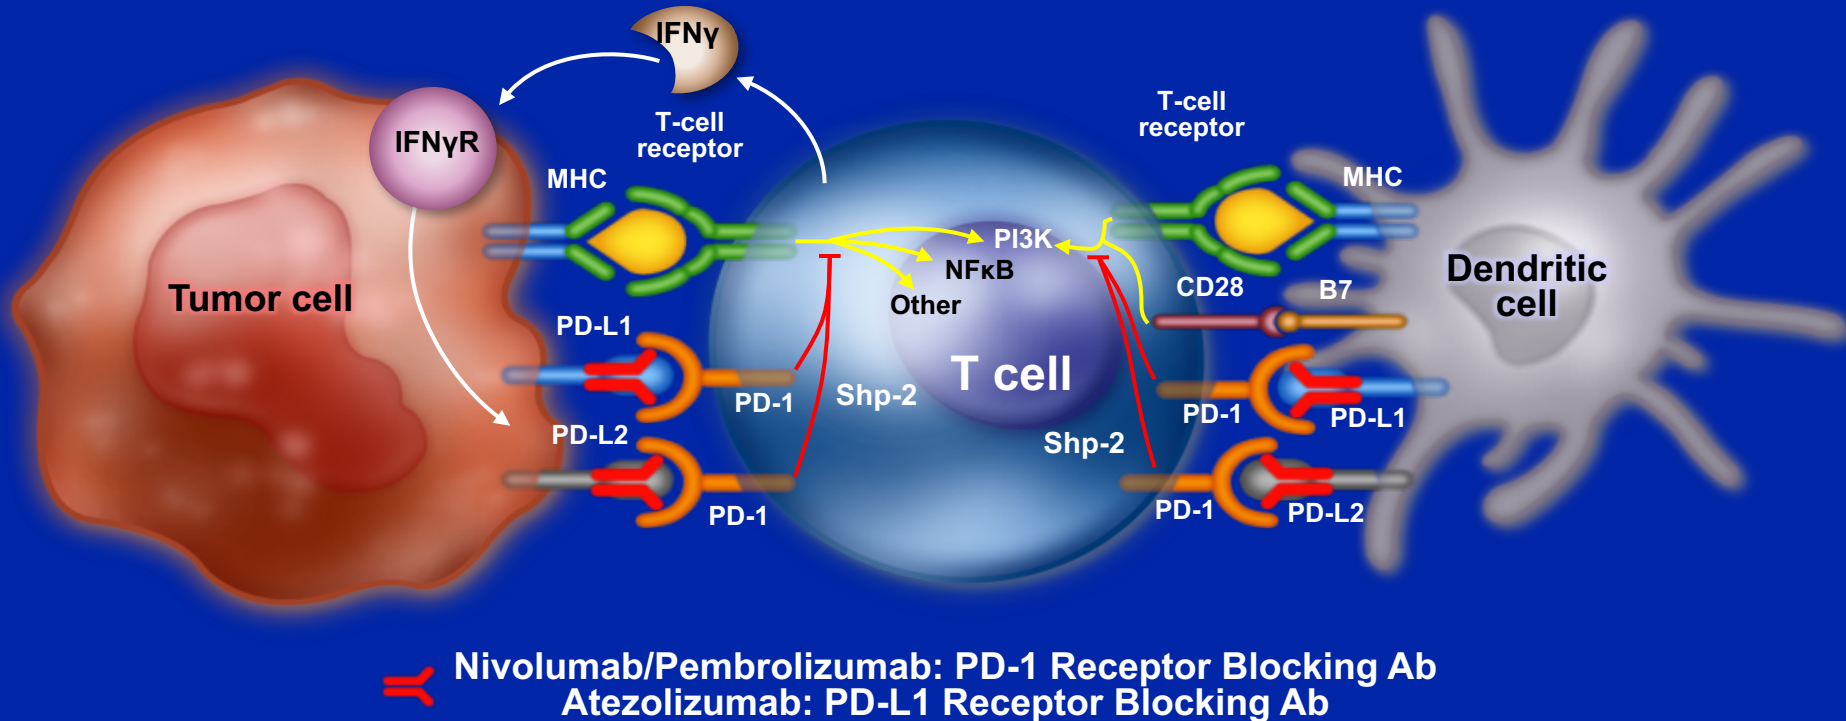 IFNγ
IFNγR
T-cell
receptor
MHC
Tumor cell
PD-L1
PD-1
PD-L2
PD-1
Shp-2
PI3K
NFκB
Other
T cell
Shp-2
T-cell
receptor
MHC
CD28
B7
Dendritic
cell
PD-1
PD-L1
PD-1
PD-L2
Nivolumab/Pembrolizumab: PD-1 Receptor Blocking Ab
Atezolizumab: PD-L1 Receptor Blocking Ab